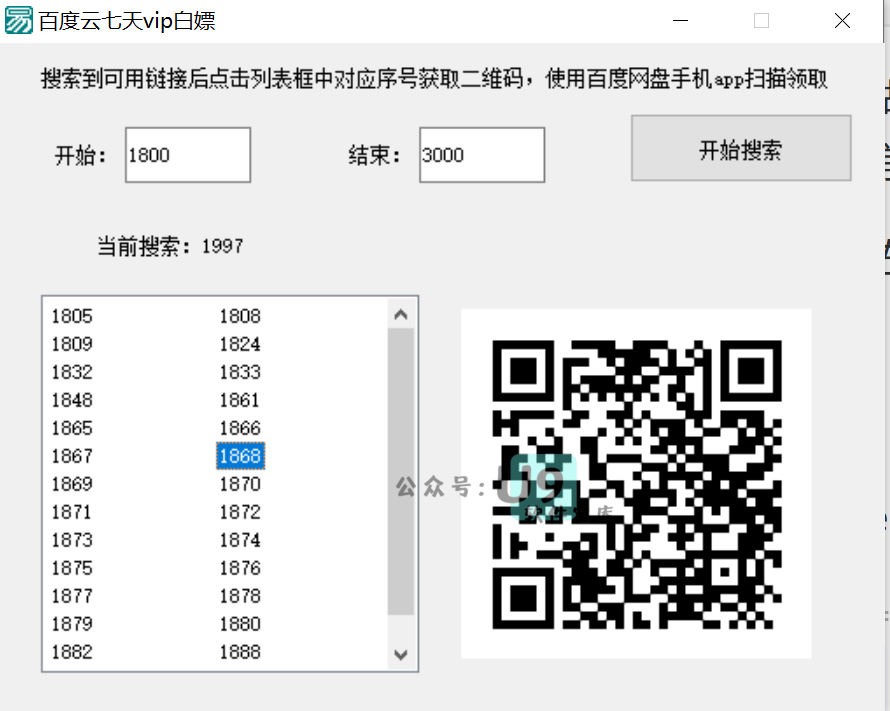 百度云七天vip白嫖
搜索到可用链接后点击列表框中对应序号获取二维码，使用百度网盘手机app扫描领取
开始： 1800 结束： 3000 开始搜索
当前搜索：1997
1805 1808
1809 1824
1832 1833
1848 1861
1865 1866
1867 1868
1869 1870
1871 1872
1873 1874
1875 1876
1877 1878
1879 1880
1882 1888
公众号：U9
软件
库